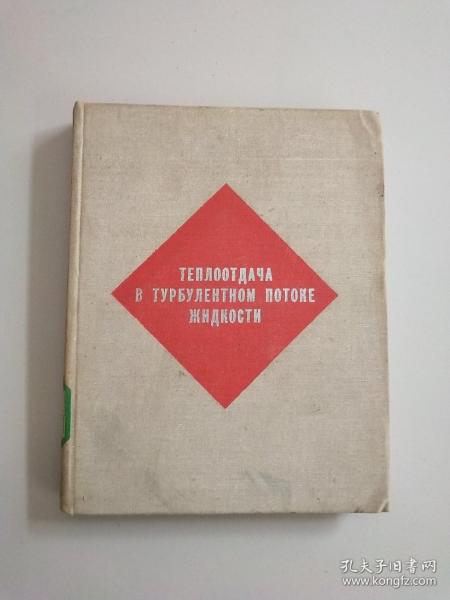 ТЕПЛООТДАЧА
В ТУРБУЛЕНТНОМ ПОТОКЕ
ЖИДКОСТИ
孔夫子旧书网
www.kongfz.com